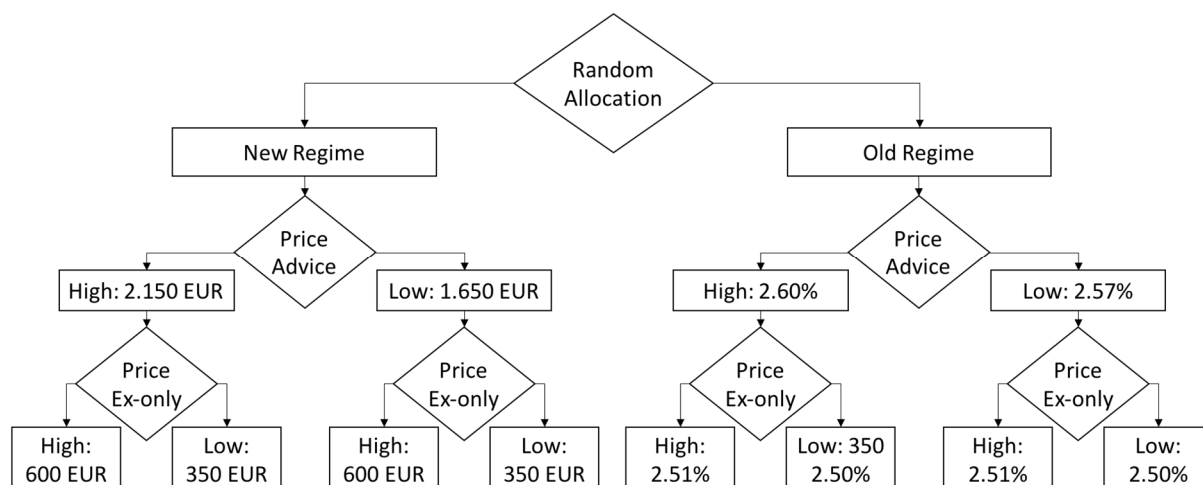 Random
Allocation
New Regime
Old Regime
Price
Advice
Price
Advice
High: 2.150 EUR
Low: 1.650 EUR
High: 2.60%
Low: 2.57%
Price
Ex-only
Price
Ex-only
Price
Ex-only
Price
Ex-only
High:
600 EUR
Low:
350 EUR
High:
600 EUR
Low:
350 EUR
High:
2.51%
Low: 350
2.50%
High:
2.51%
Low:
2.50%